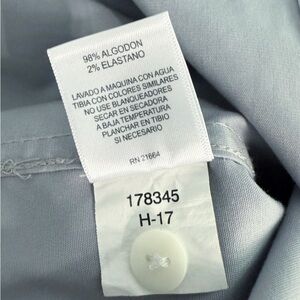 98% ALGODON
2% ELASTANO
LAVADO A MAQUINA CON AGUA
TIBIA CON COLORES SIMILARES
NO USE BLANQUEADORES
SECAR EN SECADORA
A BAJA TEMPERATURA
PLANCHAR EN TIBIO
SI NECESARIO
RN 21664
178345
H-17